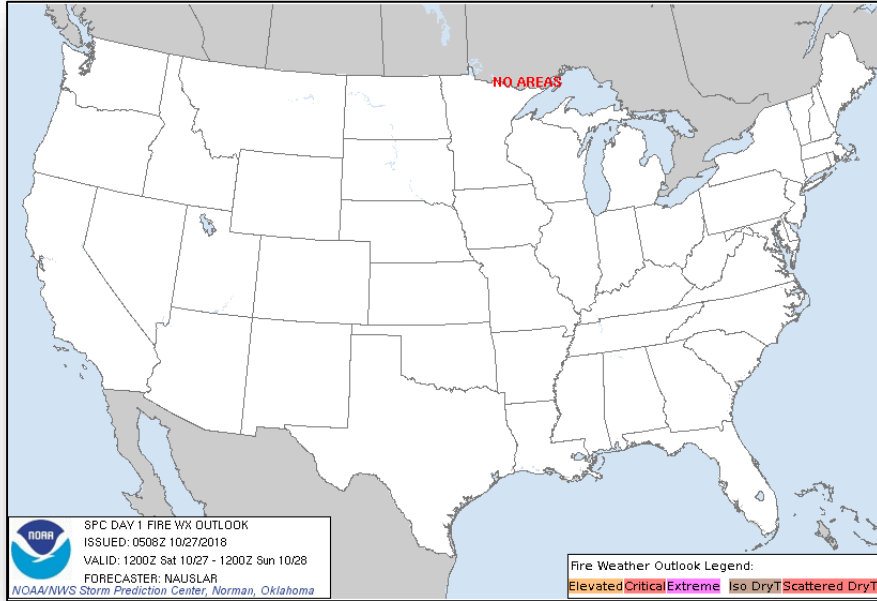 NO AREAS
NOAA
SPC DAY 1 FIRE WX OUTLOOK
ISSUED: 0508Z 10/27/2018
VALID: 1200Z Sat 10/27 - 1200Z Sun 10/28
FORECASTER: NAUSLAR
NOAA/NWS Storm Prediction Center, Norman, Oklahoma
Fire Weather Outlook Legend:
Elevated Critical Extreme Iso DryT Scattered DryT